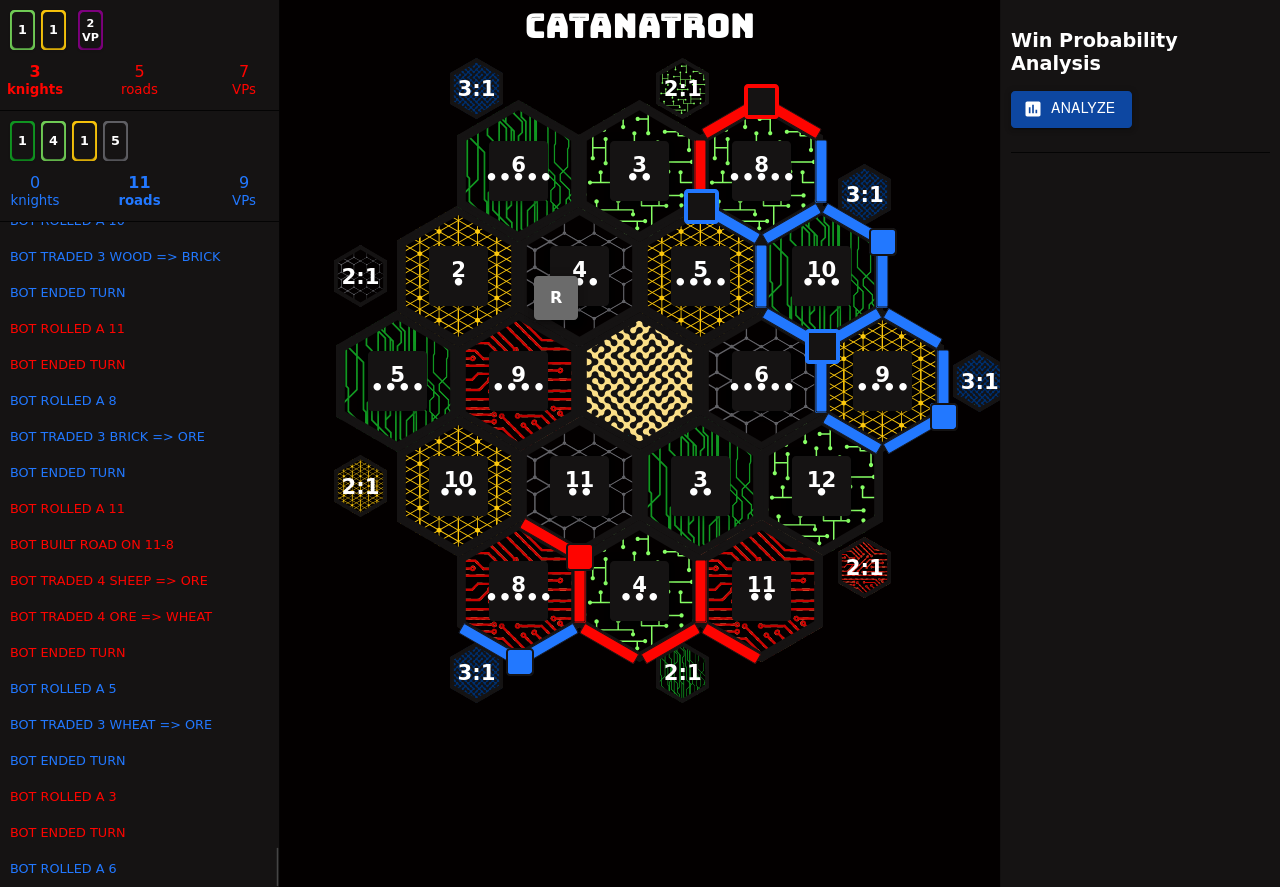 1 1 2 VP
3 5 7
knights roads VPs
1 4 1 5
0 11 9
knights roads VPs
BOT ROLLED A 10
BOT TRADED 3 WOOD => BRICK
BOT ENDED TURN
BOT ROLLED A 11
BOT ENDED TURN
BOT ROLLED A 8
BOT TRADED 3 BRICK => ORE
BOT ENDED TURN
BOT ROLLED A 11
BOT BUILT ROAD ON 11-8
BOT TRADED 4 SHEEP => ORE
BOT TRADED 4 ORE => WHEAT
BOT ENDED TURN
BOT ROLLED A 5
BOT TRADED 3 WHEAT => ORE
BOT ENDED TURN
BOT ROLLED A 3
BOT ENDED TURN
BOT ROLLED A 6
CATANATRON
3:1 2:1
6 3 8
3:1
2:1 2 4 5 10
R
5 9 6 9 3:1
2:1 10 11 3 12
8 4 11 2:1
3:1 2:1
Win Probability
Analysis
ANALYZE